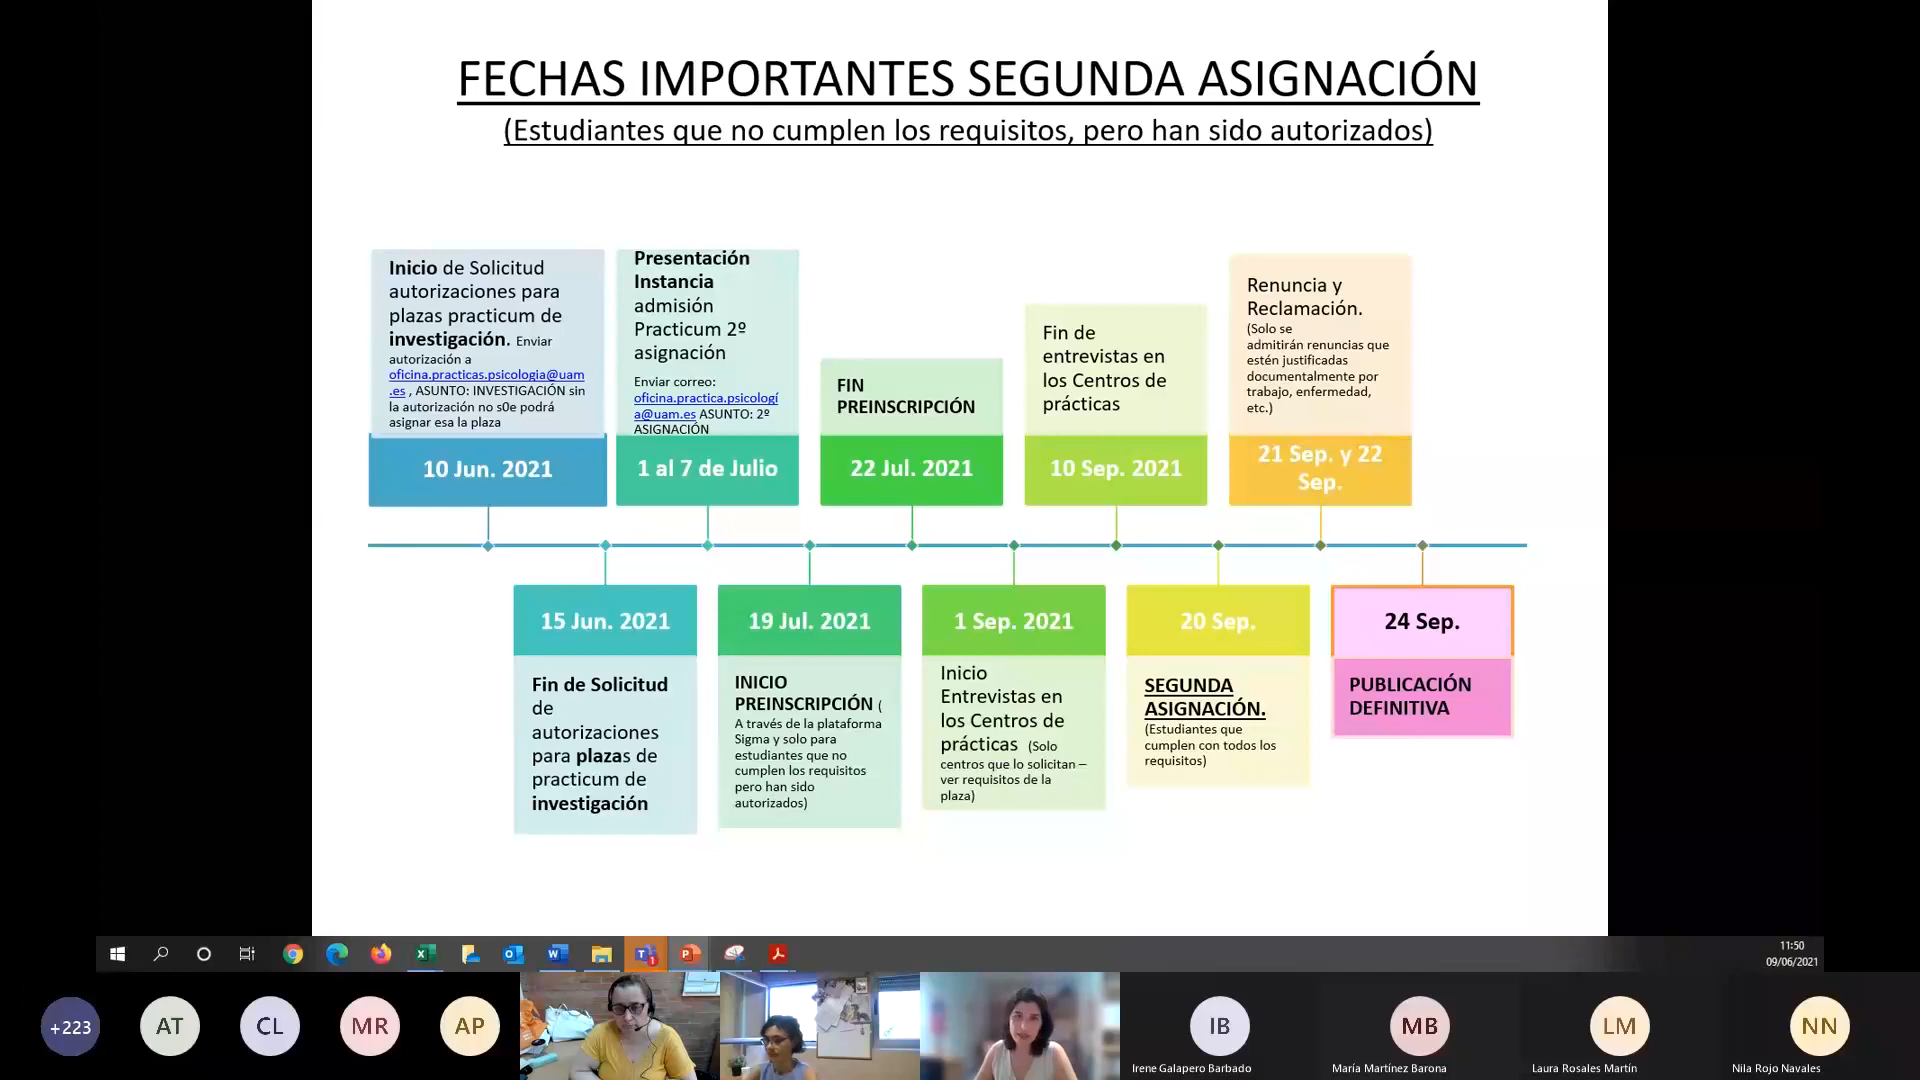 FECHAS IMPORTANTES SEGUNDA ASIGNACIÓN
(Estudiantes que no cumplen los requisitos, pero han sido autorizados)
Inicio de Solicitud
autorizaciones para
plazas practicum de
investigación. Enviar
autorización a
oficina.practicas.psicologia@uam
.es , ASUNTO: INVESTIGACIÓN sin
la autorización no s0e podrá
asignar esa la plaza
10 Jun. 2021
Presentación
Instancia
admisión
Practicum 2º
asignación
Enviar correo:
oficina.practica.psicologí
a@uam.es ASUNTO: 2º
ASIGNACIÓN
1 al 7 de Julio
FIN
PREINSCRIPCIÓN
22 Jul. 2021
Fin de
entrevistas en
los Centros de
prácticas
10 Sep. 2021
Renuncia y
Reclamación.
(Solo se
admitirán renuncias que
estén justificadas
documentalmente por
trabajo, enfermedad,
etc.)
21 Sep. y 22
Sep.
15 Jun. 2021
Fin de Solicitud
de
autorizaciones
para plazas de
practicum de
investigación
19 Jul. 2021
INICIO
PREINSCRIPCIÓN (
A través de la plataforma
Sigma y solo para
estudiantes que no
cumplen los requisitos
pero han sido
autorizados)
1 Sep. 2021
Inicio
Entrevistas en
los Centros de
prácticas (Solo
centros que lo solicitan –
ver requisitos de la
plaza)
20 Sep.
SEGUNDA
ASIGNACIÓN.
(Estudiantes que
cumplen con todos los
requisitos)
24 Sep.
PUBLICACIÓN
DEFINITIVA
11:50
09/06/2021
+223
AT
CL
MR
AP
IB
Irene Galapero Barbado
MB
María Martínez Barona
LM
Laura Rosales Martín
NN
Nila Rojo Navales